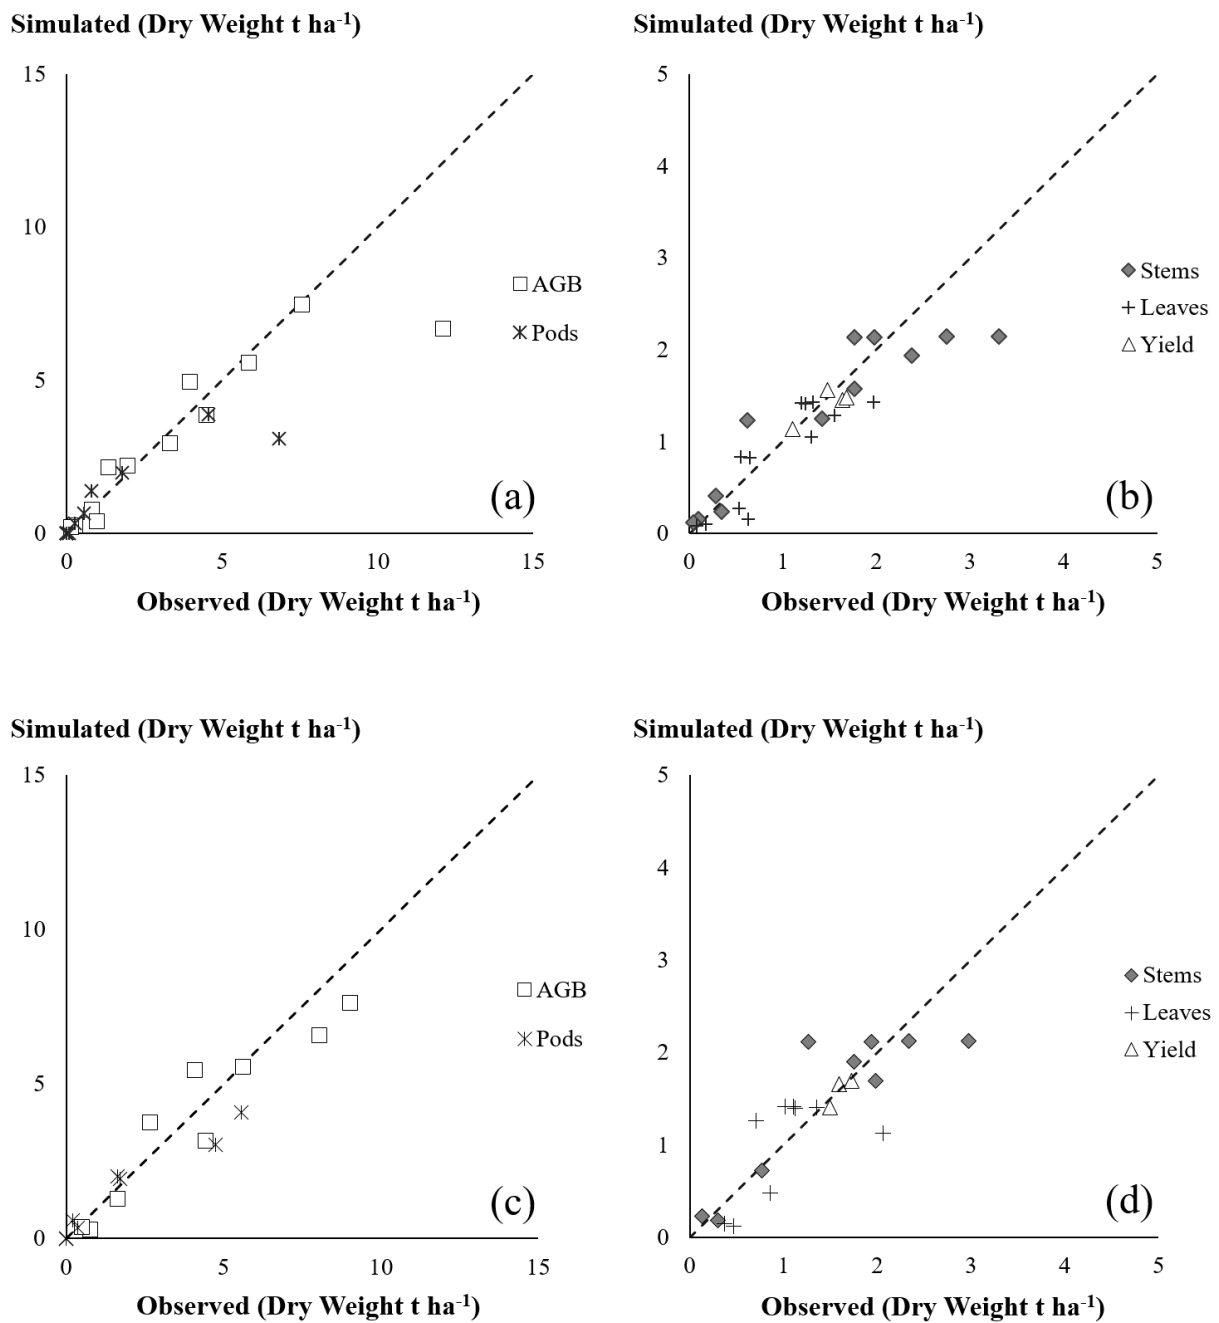 Simulated (Dry Weight t ha⁻¹)
15
10
5
0
0 5 10 15
AGB
Pods
(a)
Observed (Dry Weight t ha⁻¹)
Simulated (Dry Weight t ha⁻¹)
5
4
3
2
1
0
0 1 2 3 4 5
Stems
Leaves
Yield
(b)
Observed (Dry Weight t ha⁻¹)
Simulated (Dry Weight t ha⁻¹)
15
10
5
0
0 5 10 15
AGB
Pods
(c)
Observed (Dry Weight t ha⁻¹)
Simulated (Dry Weight t ha⁻¹)
5
4
3
2
1
0
0 1 2 3 4 5
Stems
Leaves
Yield
(d)
Observed (Dry Weight t ha⁻¹)